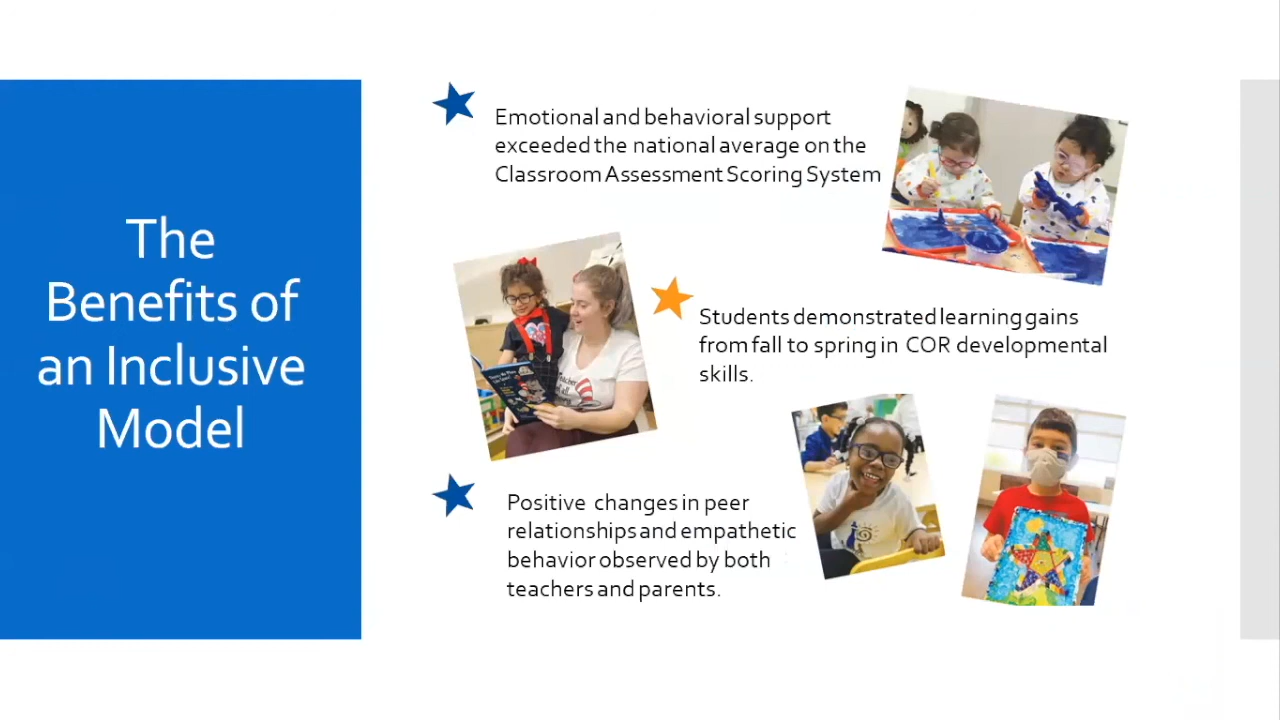 The
Benefits of
an Inclusive
Model
Emotional and behavioral support
exceeded the national average on the
Classroom Assessment Scoring System
Students demonstrated learning gains
from fall to spring in COR developmental
skills.
Positive changes in peer
relationships and empathetic
behavior observed by both
teachers and parents.